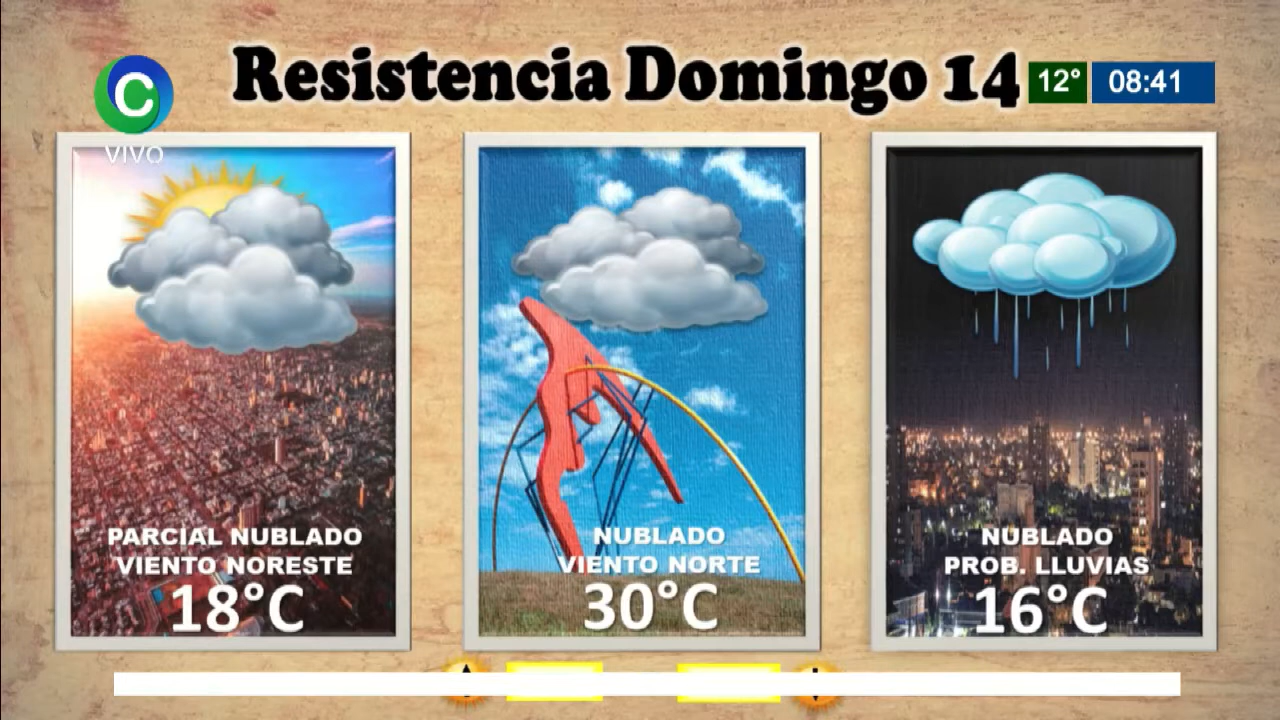 Resistencia Domingo 14
12° 08:41
C
VIVO
PARCIAL NUBLADO
VIENTO NORESTE
18°C
NUBLADO
VIENTO NORTE
30°C
NUBLADO
PROB. LLUVIAS
16°C